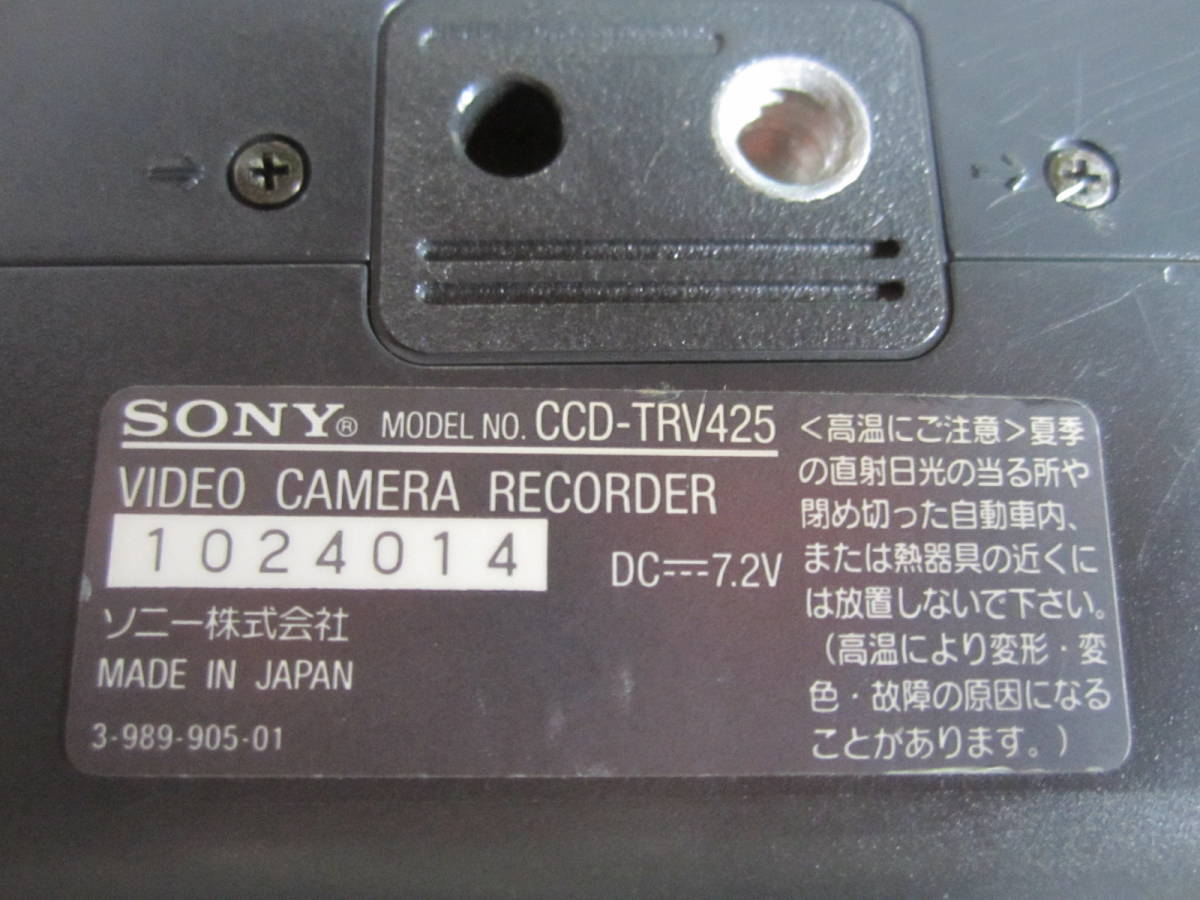 SONY® MODEL NO. CCD-TRV425
VIDEO CAMERA RECORDER
1024014
DC⎓7.2V
ソニー株式会社
MADE IN JAPAN
3-989-905-01
<高温にご注意>夏季
の直射日光の当る所や
閉め切った自動車内、
または熱器具の近くに
は放置しないで下さい。
(高温により変形・変
色・故障の原因になる
ことがあります。)